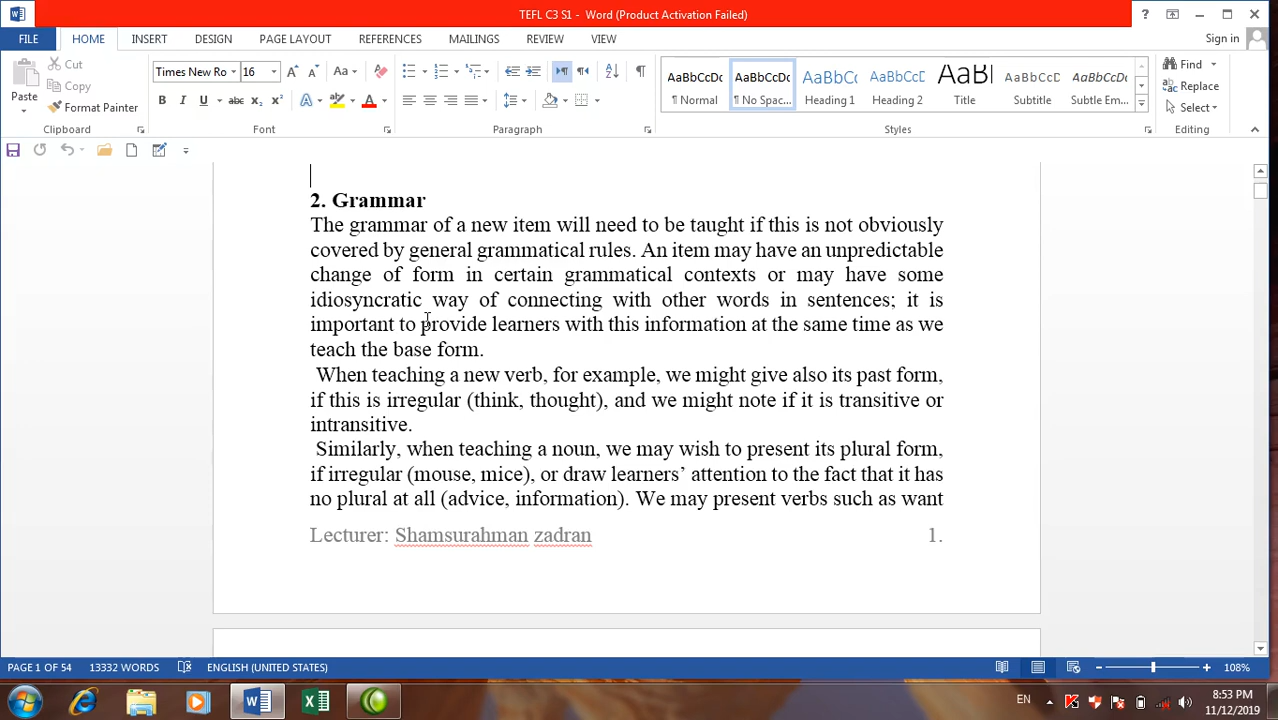 TEFL C3 S1 - Word (Product Activation Failed)
FILE HOME INSERT DESIGN PAGE LAYOUT REFERENCES MAILINGS REVIEW VIEW Sign in
Paste Cut
Copy
Format Painter
Times New Ro 16
AaBbCcDc AaBbCcDc AaBbCc AaBbCcD AaBl AaBbCcD AaBbCcDc
¶ Normal ¶ No Spac... Heading 1 Heading 2 Title Subtitle Subtle Em...
Find
Replace
Select
Clipboard Font Paragraph Styles Editing
2. Grammar
The grammar of a new item will need to be taught if this is not obviously
covered by general grammatical rules. An item may have an unpredictable
change of form in certain grammatical contexts or may have some
idiosyncratic way of connecting with other words in sentences; it is
important to provide learners with this information at the same time as we
teach the base form.
When teaching a new verb, for example, we might give also its past form,
if this is irregular (think, thought), and we might note if it is transitive or
intransitive.
Similarly, when teaching a noun, we may wish to present its plural form,
if irregular (mouse, mice), or draw learners’ attention to the fact that it has
no plural at all (advice, information). We may present verbs such as want
Lecturer: Shamsurahman zadran 1.
PAGE 1 OF 54 13332 WORDS ENGLISH (UNITED STATES) 108%
EN 8:53 PM
11/12/2019